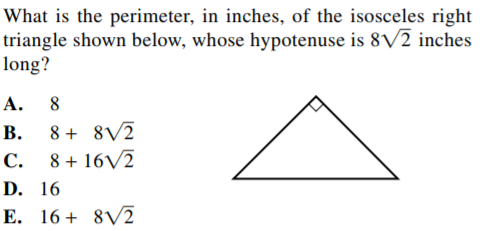 What is the perimeter, in inches, of the isosceles right
triangle shown below, whose hypotenuse is 8√2 inches
long?
A. 8
B. 8 + 8√2
C. 8 + 16√2
D. 16
E. 16 + 8√2